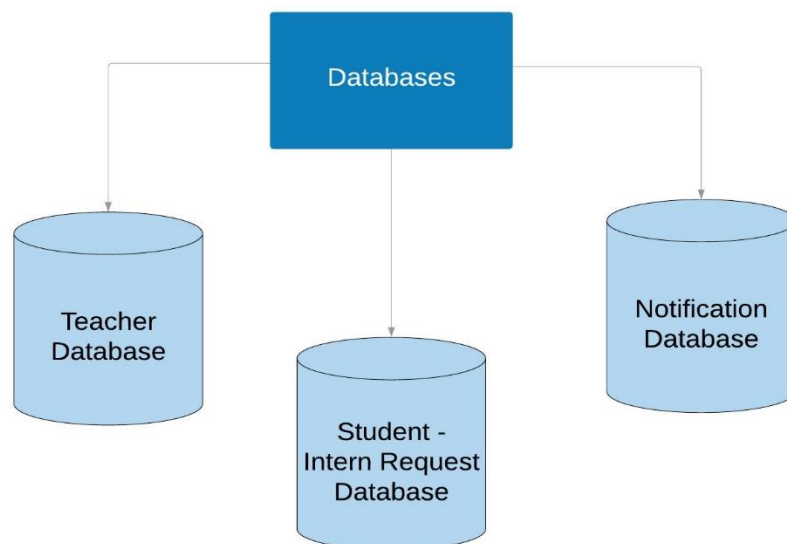 Databases
Teacher
Database
Student -
Intern Request
Database
Notification
Database